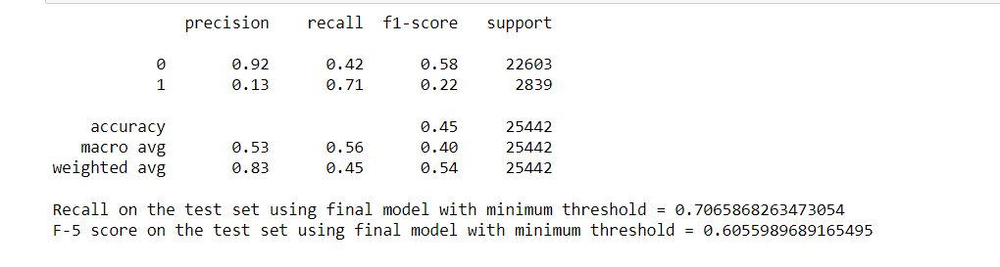 precision recall f1-score support
0 0.92 0.42 0.58 22603
1 0.13 0.71 0.22 2839
accuracy 0.45 25442
macro avg 0.53 0.56 0.40 25442
weighted avg 0.83 0.45 0.54 25442
Recall on the test set using final model with minimum threshold = 0.7065868263473054
F-5 score on the test set using final model with minimum threshold = 0.6055989689165495